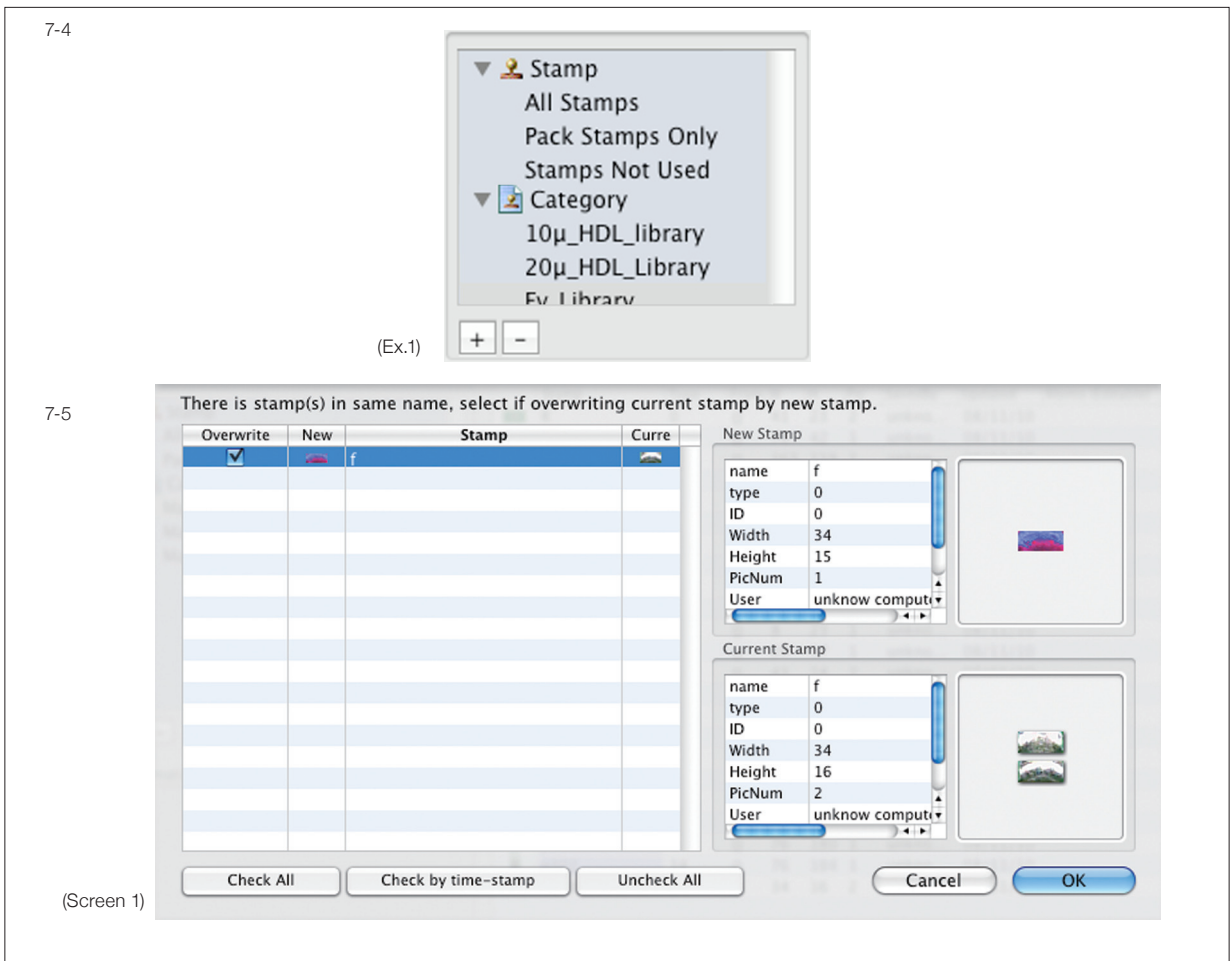 7-4
Stamp
All Stamps
Pack Stamps Only
Stamps Not Used
Category
10µ_HDL_library
20µ_HDL_Library
Library
(Ex.1)
+ -
7-5
There is stamp(s) in same name, select if overwriting current stamp by new stamp.
Overwrite New Stamp Curre
f
New Stamp
name f
type 0
ID 0
Width 34
Height 15
PicNum 1
User unknow compute
Current Stamp
name f
type 0
ID 0
Width 34
Height 16
PicNum 2
User unknow compute
Check All Check by time-stamp Uncheck All Cancel OK
(Screen 1)